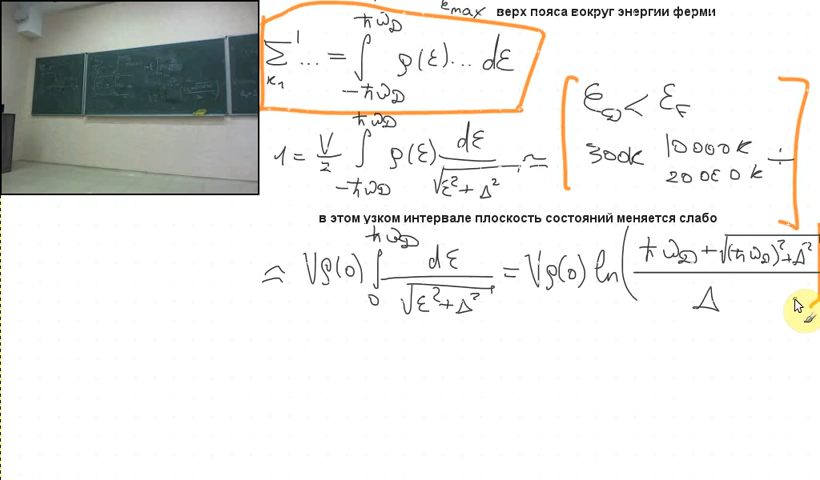 ε_max верх пояса вокруг энергии ферми
∑'_{k_1} ... = ∫_{-ħω_D}^{ħω_D} ρ(ε)... dε
ε_D < ε_F
300K 10000K ÷
20000K
1 = V/2 ∫_{-ħω_D}^{ħω_D} ρ(ε) dε/√(ε²+Δ²) ≈
в этом узком интервале плоскость состояний меняется слабо
≈ Vρ(0) ∫_0^{ħω_D} dε/√(ε²+Δ²) = Vρ(0) ln( (ħω_D+√((ħω_D)²+Δ²))/Δ